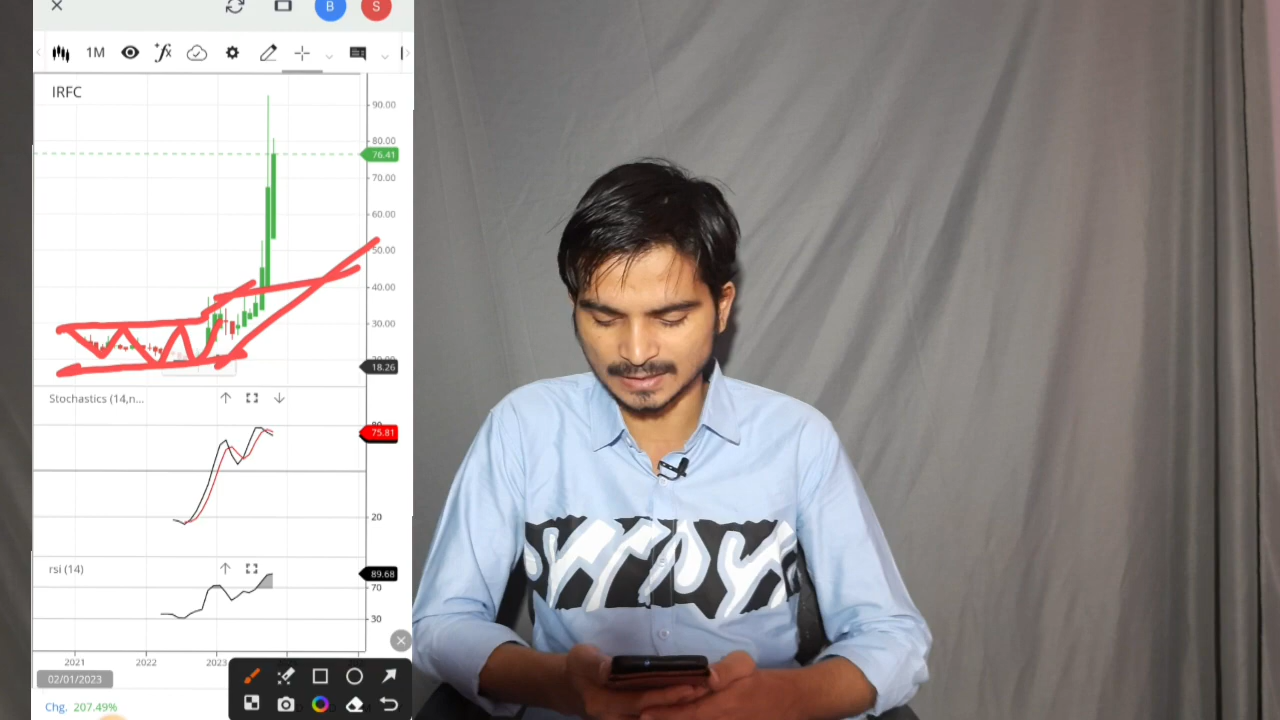 B
S
1M
fx
IRFC
90.00
80.00
76.41
70.00
60.00
50.00
40.00
30.00
18.26
Stochastics (14,n...
80
75.81
20
rsi (14)
89.68
70
30
2021
2022
2023
02/01/2023
Chg. 207.49%